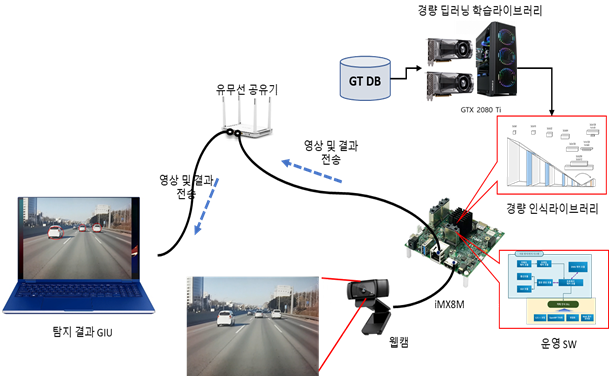 경량 딥러닝 학습라이브러리
GT DB
GTX 2080 Ti
유무선 공유기
영상 및 결과
전송
영상 및 결과
전송
경량 인식라이브러리
iMX8M
탐지 결과 GIU
웹캠
운영 SW